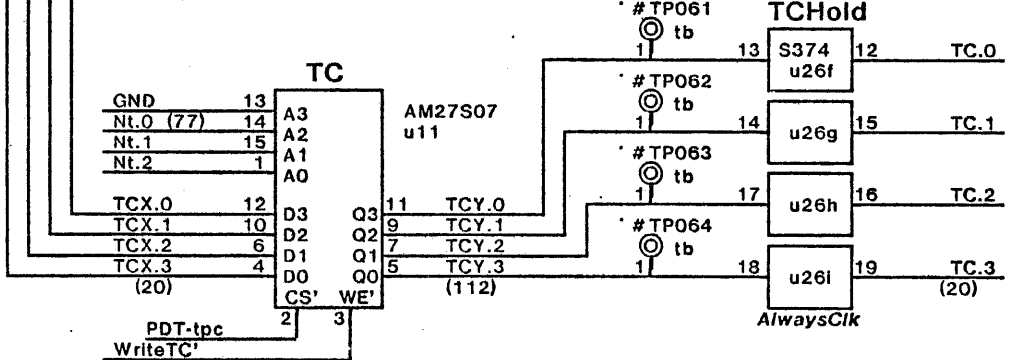 # TP061
TCHold
tb
1
13
S374
12
TC.0
u26f
TC
# TP062
tb
GND
13
A3
AM27S07
Nt.0 (77)
14
A2
u11
1
14
u26g
15
TC.1
Nt.1
15
A1
Nt.2
1
A0
# TP063
tb
TCX.0
12
D3
Q3
11
TCY.0
1
17
u26h
16
TC.2
TCX.1
10
D2
Q2
9
TCY.1
# TP064
tb
TCX.2
6
D1
Q1
7
TCY.2
TCX.3
4
D0
Q0
5
TCY.3
1
18
u26i
19
TC.3
(20)
(112)
(20)
CS'
WE'
2
3
AlwaysClk
PDT-tpc
WriteTC'